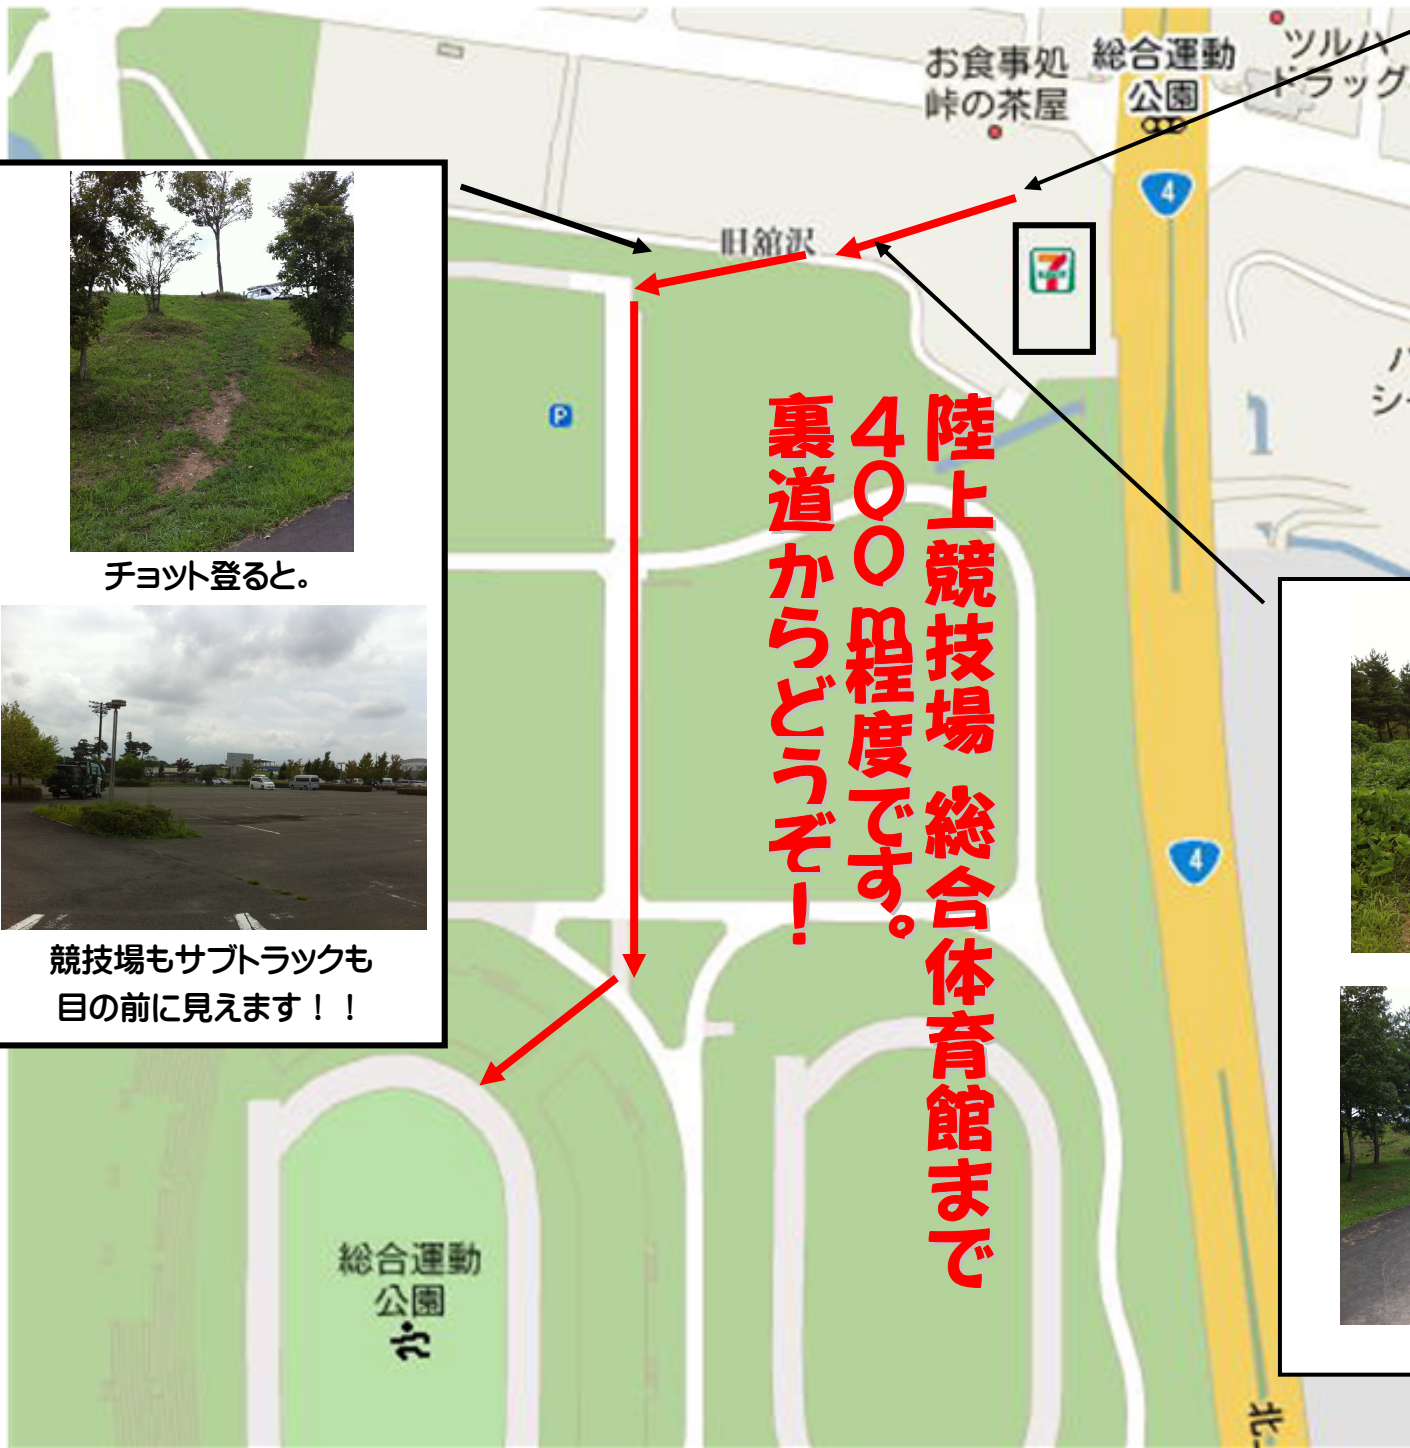 お食事処
峠の茶屋
総合運動
公園
ツルハ
ドラッグ
4
旧舘沢
7
P
チョット登ると。
競技場もサブトラックも
目の前に見えます！！
陸上競技場 総合体育館まで
４００ｍ程度です。
裏道からどうぞ！
4
総合運動
公園
北